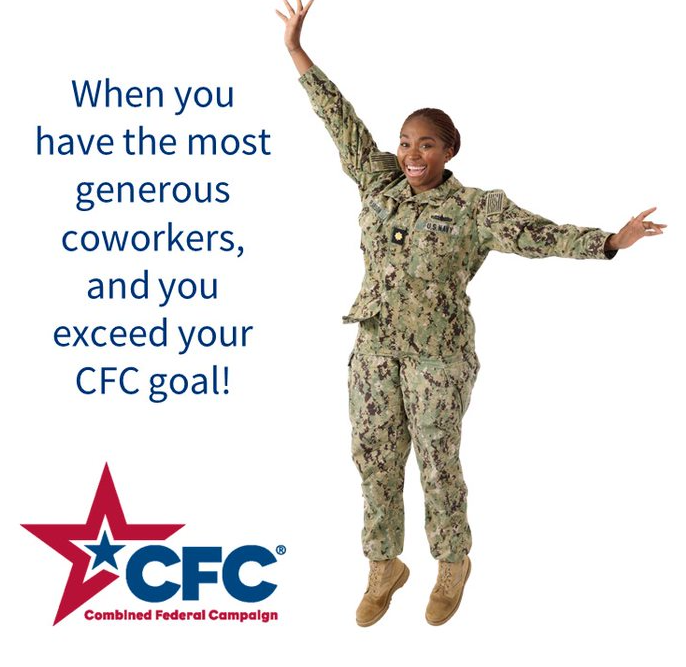 When you
have the most
generous
coworkers,
and you
exceed your
CFC goal!
U.S. NAVY
CFC®
Combined Federal Campaign